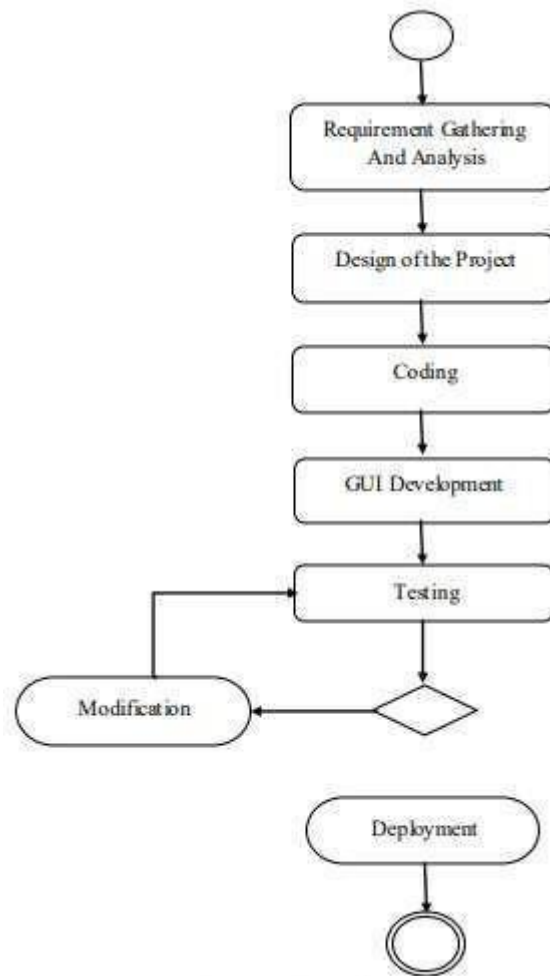 Requirement Gathering
And Analysis
Design of the Project
Coding
GUI Development
Testing
Modification
Deployment